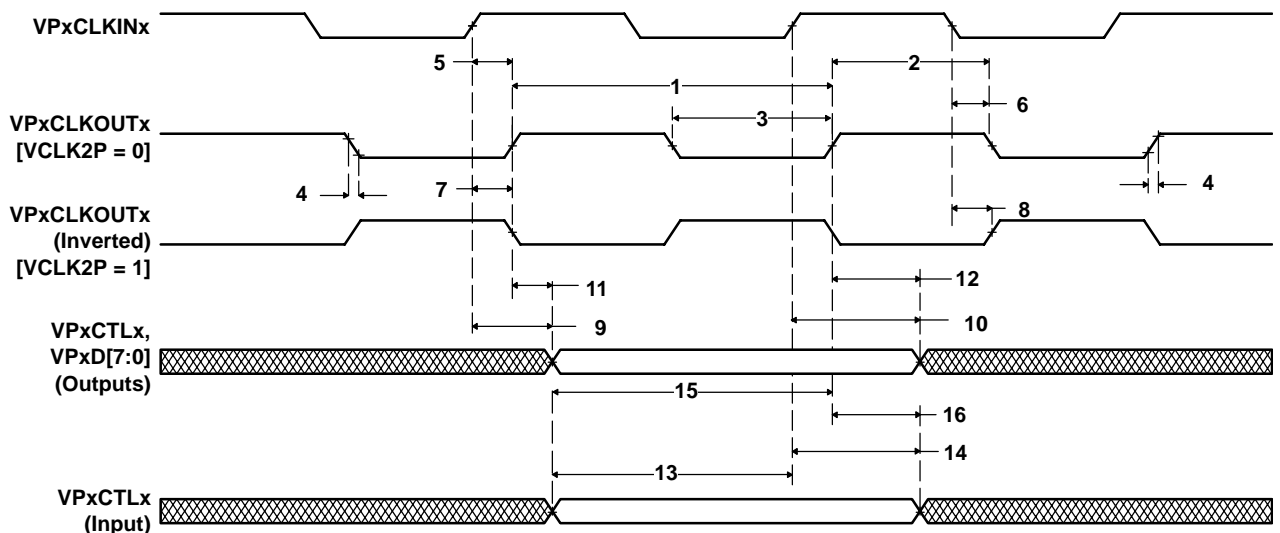 VPxCLKINx
5
2
1
6
VPxCLKOUTx
[VCLK2P = 0]
3
4
7
4
VPxCLKOUTx
(Inverted)
[VCLK2P = 1]
8
11
12
VPxCTLx,
VPxD[7:0]
(Outputs)
9
10
15
16
14
13
VPxCTLx
(Input)